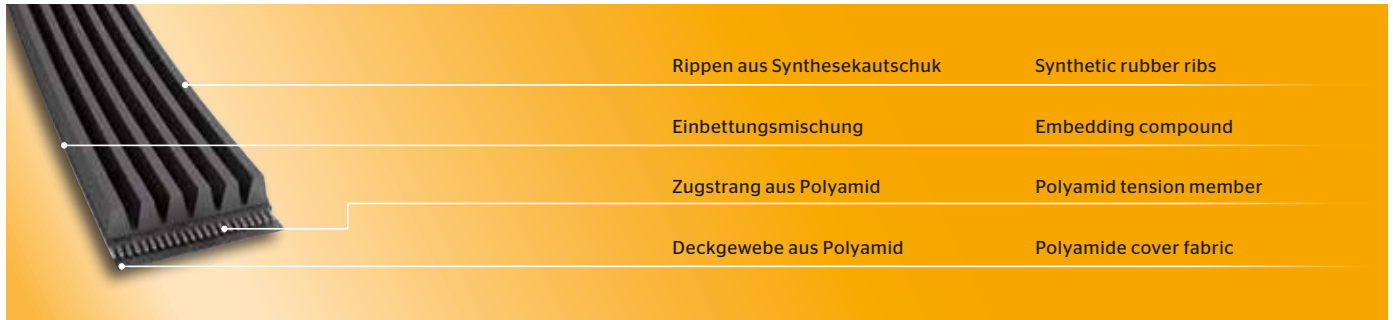 Rippen aus Synthesekautschuk Synthetic rubber ribs
Einbettungsmischung Embedding compound
Zugstrang aus Polyamid Polyamid tension member
Deckgewebe aus Polyamid Polyamide cover fabric